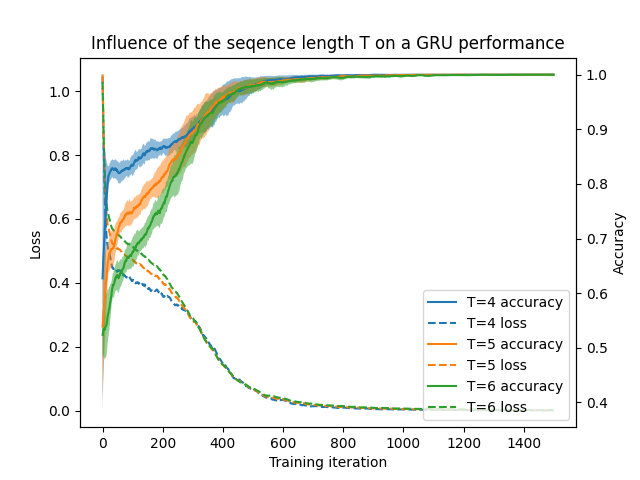 Influence of the seqence length T on a GRU performance
1.0
0.8
0.6
0.4
0.2
0.0
Loss
1.0
0.9
0.8
0.7
0.6
0.5
0.4
Accuracy
T=4 accuracy
T=4 loss
T=5 accuracy
T=5 loss
T=6 accuracy
T=6 loss
0 200 400 600 800 1000 1200 1400
Training iteration